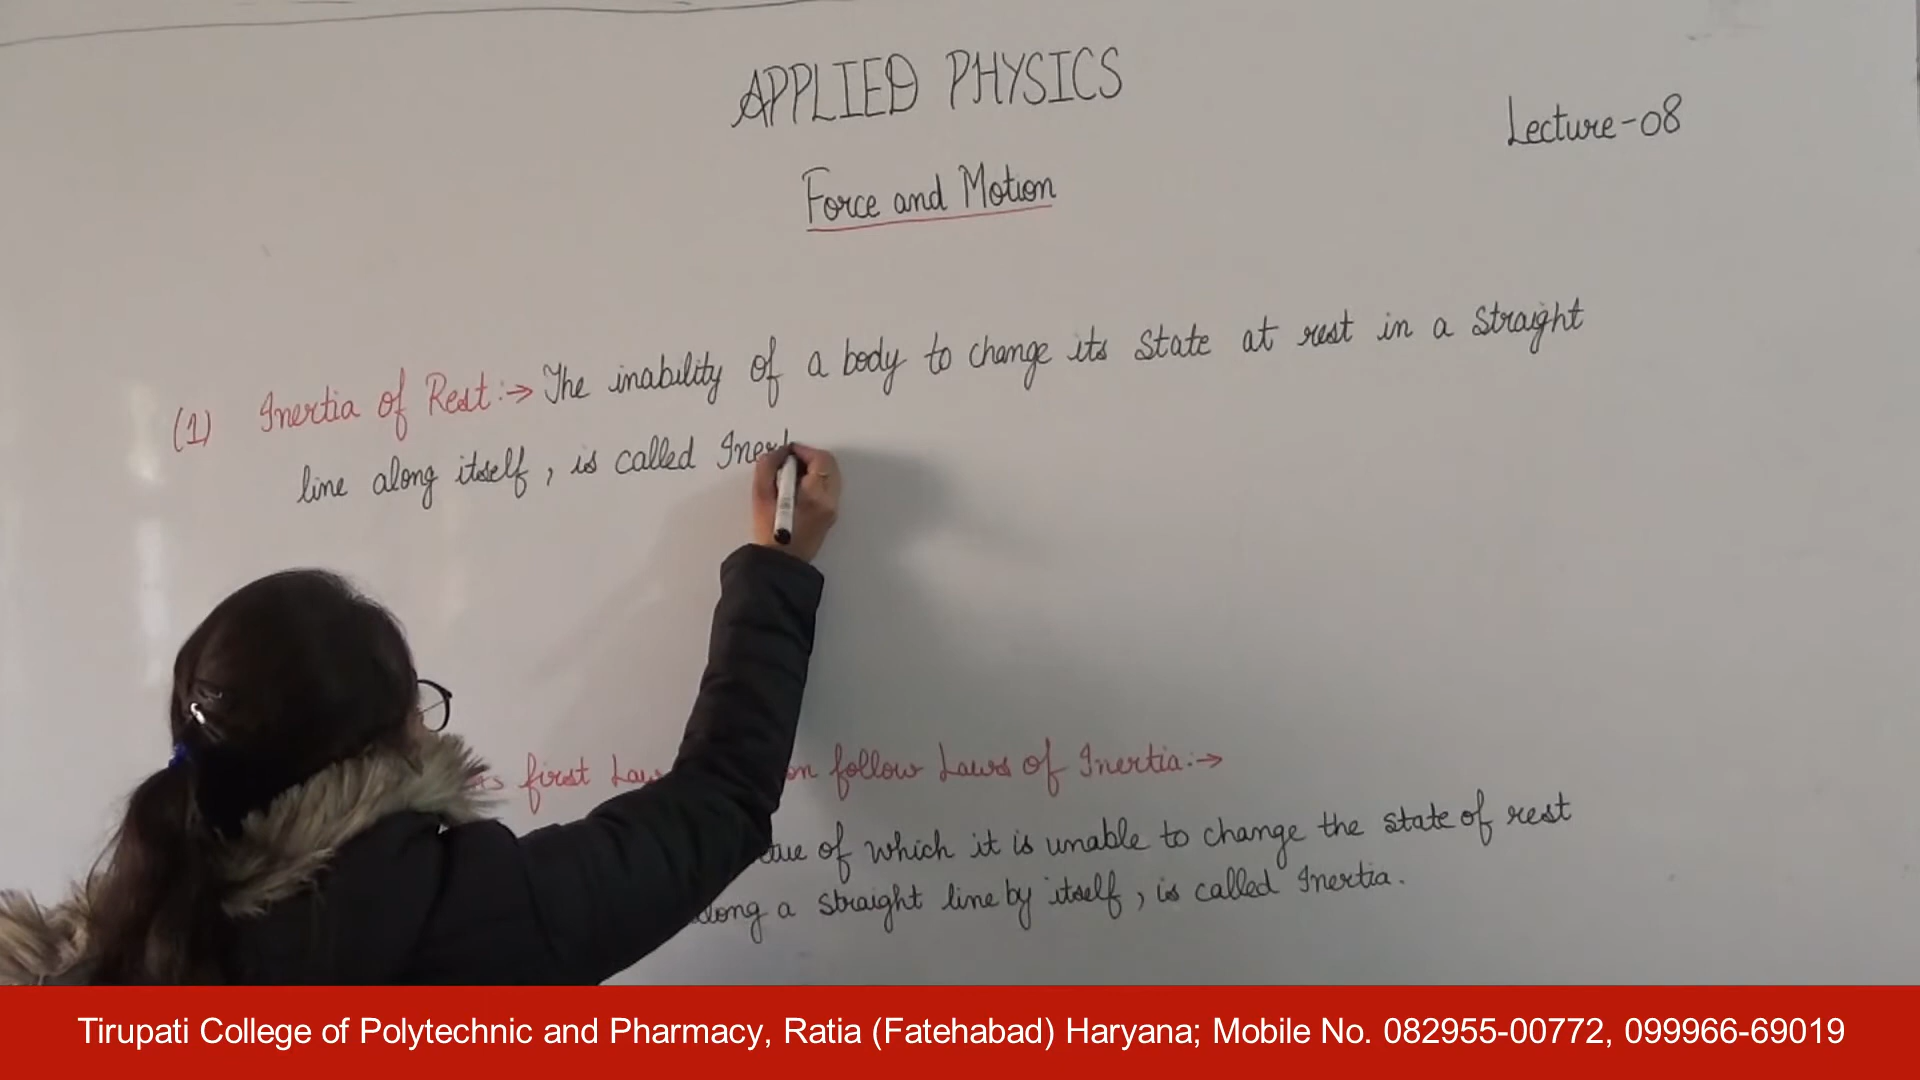 APPLIED PHYSICS
Lecture-08
Force and Motion
(1) Inertia of Rest:→ The inability of a body to change its state at rest in a straight
line along itself, is called
first on follow Laws of Inertia:→
of which it is unable to change the state of rest
along a straight line by itself, is called Inertia.
Tirupati College of Polytechnic and Pharmacy, Ratia (Fatehabad) Haryana; Mobile No. 082955-00772, 099966-69019